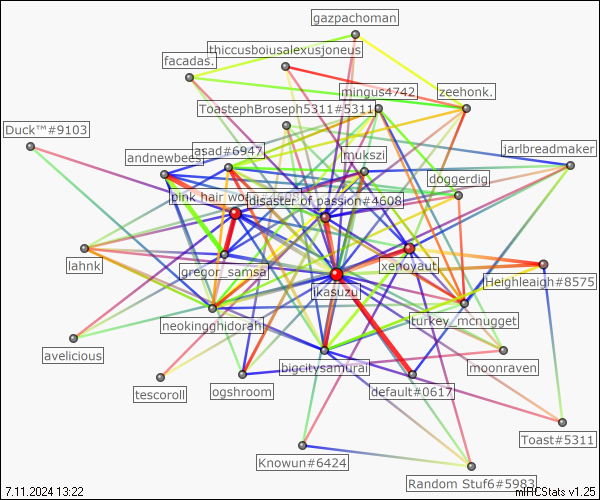 gazpachoman
thiccusboiusalexusjoneus
facadas.
mingus4742
zeehonk.
ToastephBroseph5311#5311
Duck™#9103
asad#6947
andnewbecs
mukszi
jarlbreadmaker
doggerdig
pink hair
disaster of passion#4608
xenoyaut
lahnk
gregor_samsa
Heighleaigh#8575
ikasuzu
neokingghidorah
turkey_mcnugget
avelicious
bigcitysamurai
moonraven
tescoroll
ogshroom
default#0617
Toast#5311
Knowun#6424
Random Stuf6#5983
7.11.2024 13:22
mIRCStats v1.25